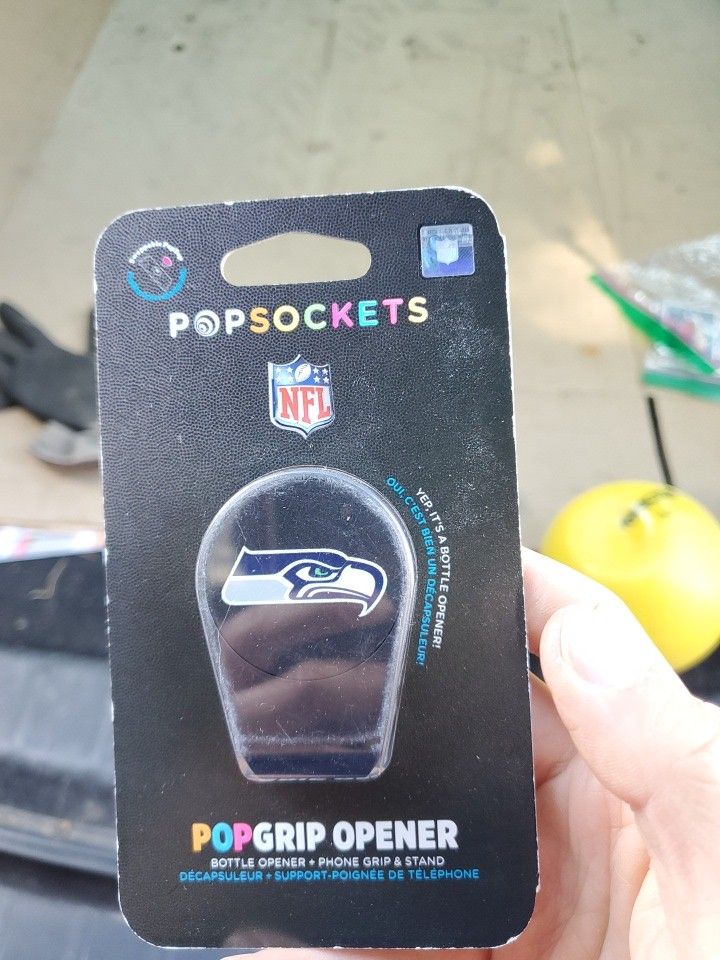 POPSOCKETS
NFL
YEP, IT'S A BOTTLE OPENER!
OUI, C'EST BIEN UN DÉCAPSULEUR!
POPGRIP OPENER
BOTTLE OPENER + PHONE GRIP & STAND
DÉCAPSULEUR + SUPPORT-POIGNÉE DE TÉLÉPHONE